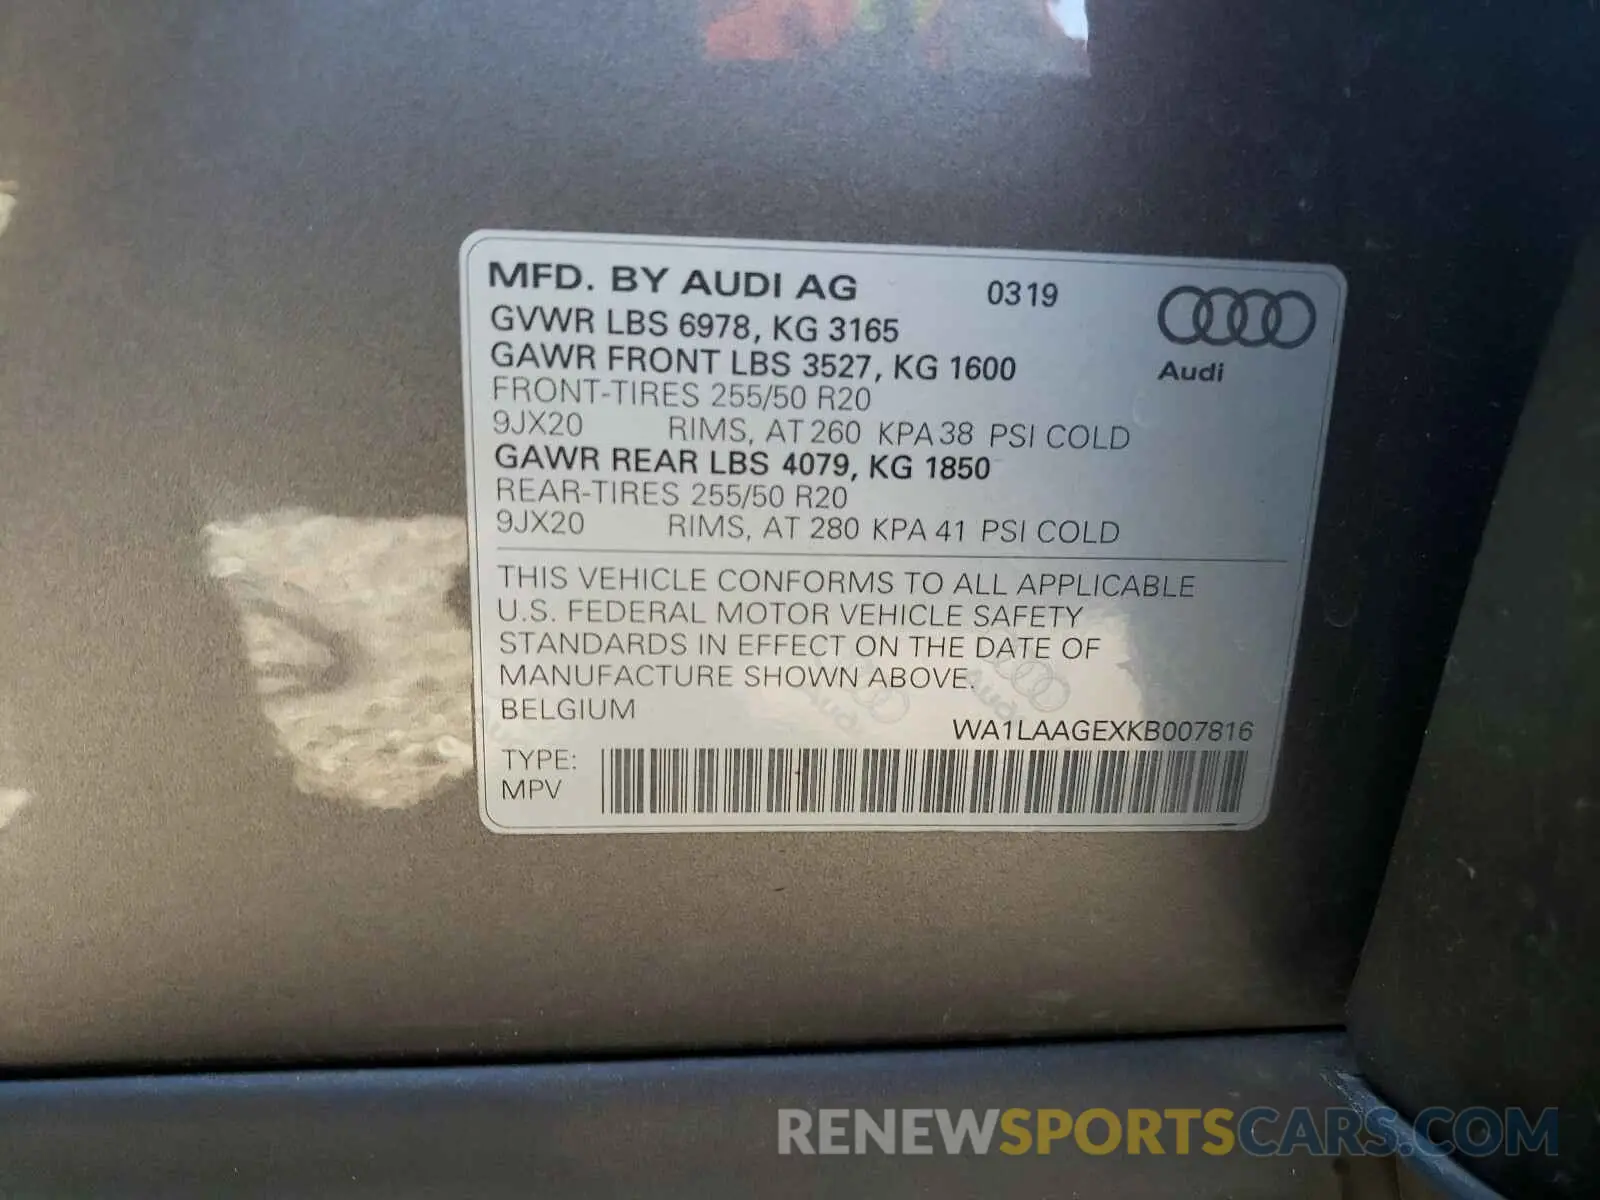 MFD. BY AUDI AG 0319
GVWR LBS 6978, KG 3165
GAWR FRONT LBS 3527, KG 1600
Audi
FRONT-TIRES 255/50 R20
9JX20 RIMS, AT 260 KPA 38 PSI COLD
GAWR REAR LBS 4079, KG 1850
REAR-TIRES 255/50 R20
9JX20 RIMS, AT 280 KPA 41 PSI COLD
THIS VEHICLE CONFORMS TO ALL APPLICABLE
U.S. FEDERAL MOTOR VEHICLE SAFETY
STANDARDS IN EFFECT ON THE DATE OF
MANUFACTURE SHOWN ABOVE.
BELGIUM
WA1LAAGEXKB007816
TYPE:
MPV
Audi
Audi
RENEWSPORTSCARS.COM